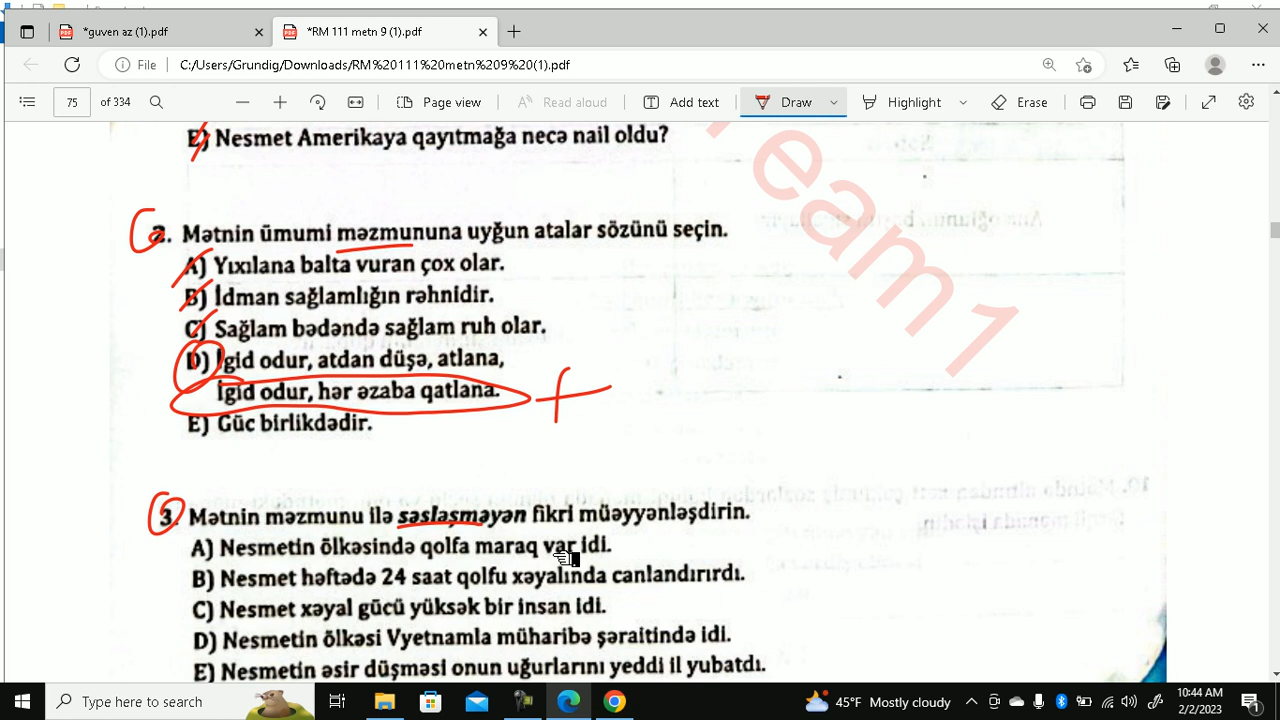 *guven az (1).pdf
*RM 111 metn 9 (1).pdf
File C:/Users/Grundig/Downloads/RM%20111%20metn%209%20(1).pdf
75 of 334 Page view Read aloud Add text Draw Highlight Erase
E) Nesmet Amerikaya qayıtmağa necə nail oldu?
2. Mətnin ümumi məzmununa uyğun atalar sözünü seçin.
A) Yıxılana balta vuran çox olar.
B) İdman sağlamlığın rəhnidir.
C) Sağlam bədəndə sağlam ruh olar.
D) İgid odur, atdan düşə, atlana,
İgid odur, hər əzaba qatlana.
E) Güc birlikdədir.
3. Mətnin məzmunu ilə səsləşməyən fikri müəyyənləşdirin.
A) Nesmetin ölkəsində qolfa maraq var idi.
B) Nesmet həftədə 24 saat qolfu xəyalında canlandırırdı.
C) Nesmet xəyal gücü yüksək bir insan idi.
D) Nesmetin ölkəsi Vyetnamla müharibə şəraitində idi.
E) Nesmetin əsir düşməsi onun uğurlarını yeddi il yubatdı.
eam1
Type here to search
45°F Mostly cloudy
10:44 AM
2/2/2023